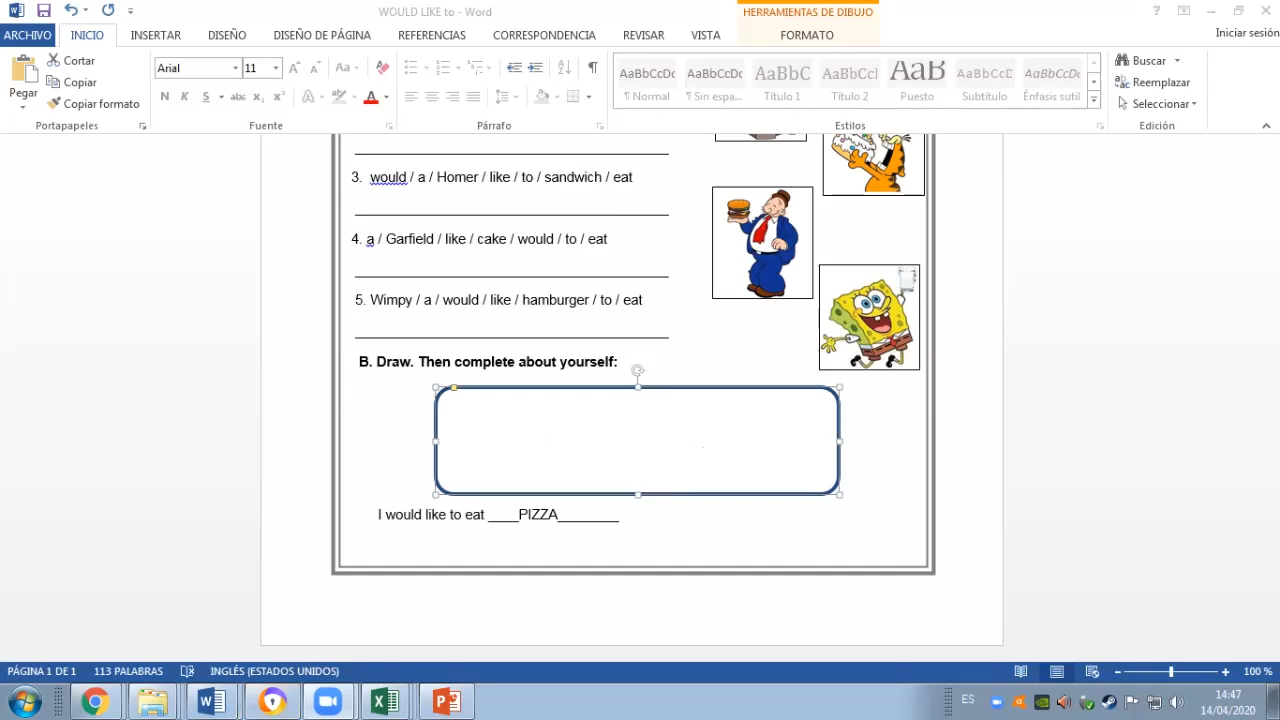 WOULD LIKE to - Word
HERRAMIENTAS DE DIBUJO
?
ARCHIVO INICIO INSERTAR DISEÑO DISEÑO DE PÁGINA REFERENCIAS CORRESPONDENCIA REVISAR VISTA FORMATO
Iniciar sesión
Pegar
Cortar
Copiar
Copiar formato
Portapapeles
Arial 11
A A Aa
N K S abc x₂ x² A A
Fuente
Párrafo
AaBbCcDc AaBbCcDc AaBbC AaBbCcI AaB AaBbCcD AaBbCcDc
¶ Normal ¶ Sin espa... Título 1 Título 2 Puesto Subtítulo Énfasis sutil
Estilos
Buscar
Reemplazar
Seleccionar
Edición
3. would / a / Homer / like / to / sandwich / eat
4. a / Garfield / like / cake / would / to / eat
5. Wimpy / a / would / like / hamburger / to / eat
B. Draw. Then complete about yourself:
I would like to eat ____PIZZA________
PÁGINA 1 DE 1 113 PALABRAS INGLÉS (ESTADOS UNIDOS) 100 %
ES
14:47
14/04/2020